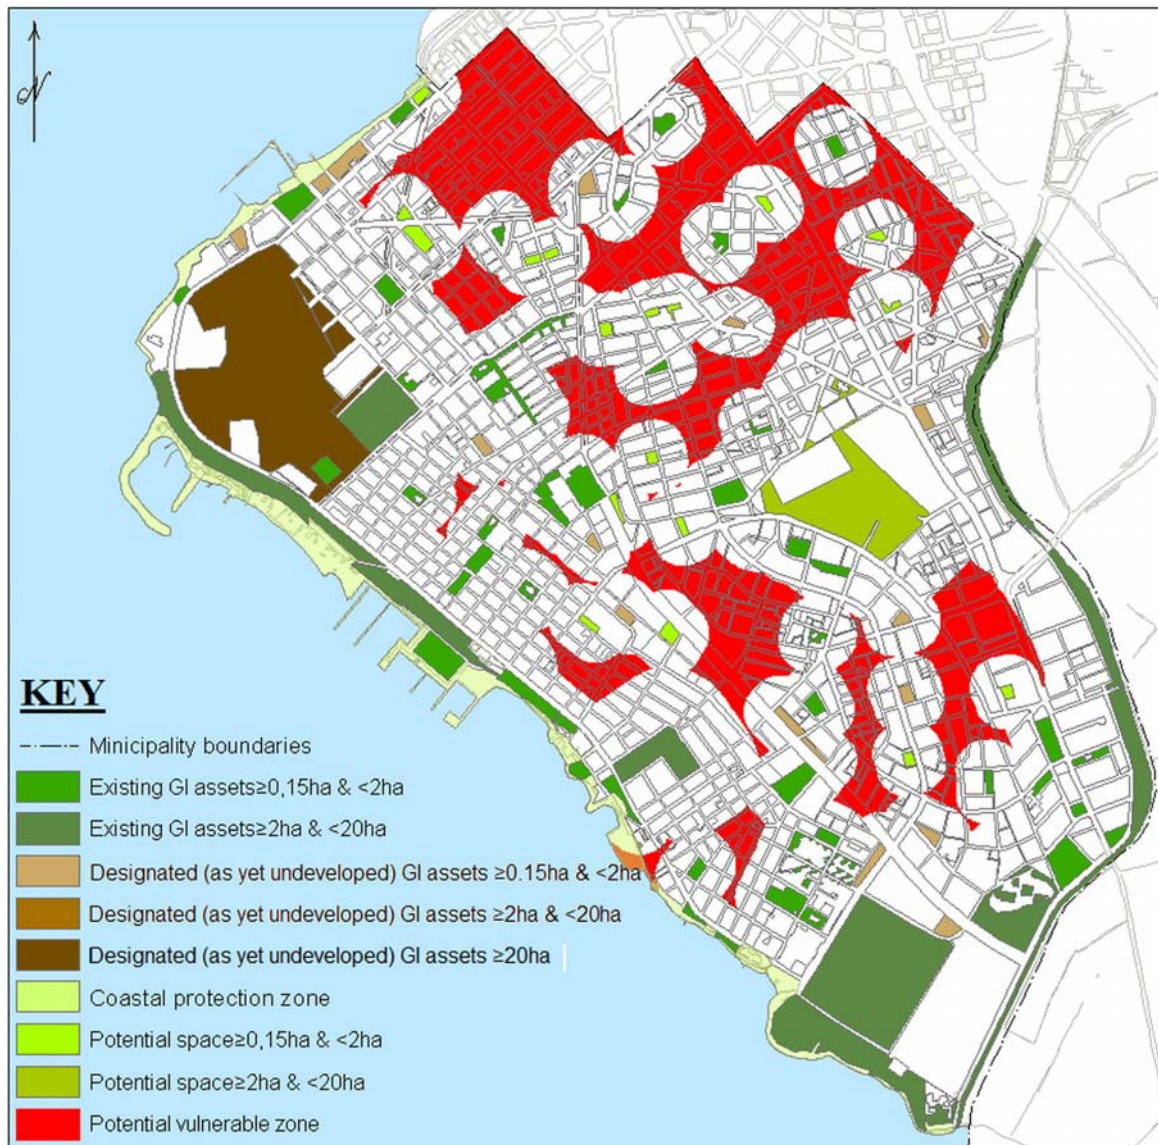 N
KEY
Minicipality boundaries
Existing GI assets≥0,15ha & <2ha
Existing GI assets≥2ha & <20ha
Designated (as yet undeveloped) GI assets ≥0.15ha & <2ha
Designated (as yet undeveloped) GI assets ≥2ha & <20ha
Designated (as yet undeveloped) GI assets ≥20ha
Coastal protection zone
Potential space≥0,15ha & <2ha
Potential space≥2ha & <20ha
Potential vulnerable zone